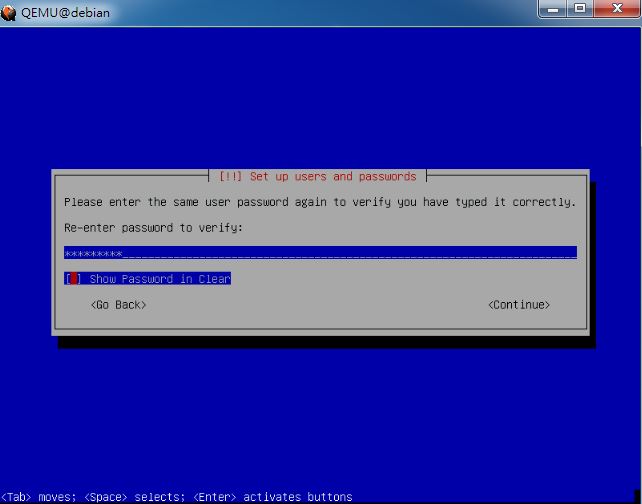 QEMU@debian
[!!] Set up users and passwords
Please enter the same user password again to verify you have typed it correctly.
Re-enter password to verify:
*********
[ ] Show Password in Clear
<Go Back> <Continue>
<Tab> moves; <Space> selects; <Enter> activates buttons